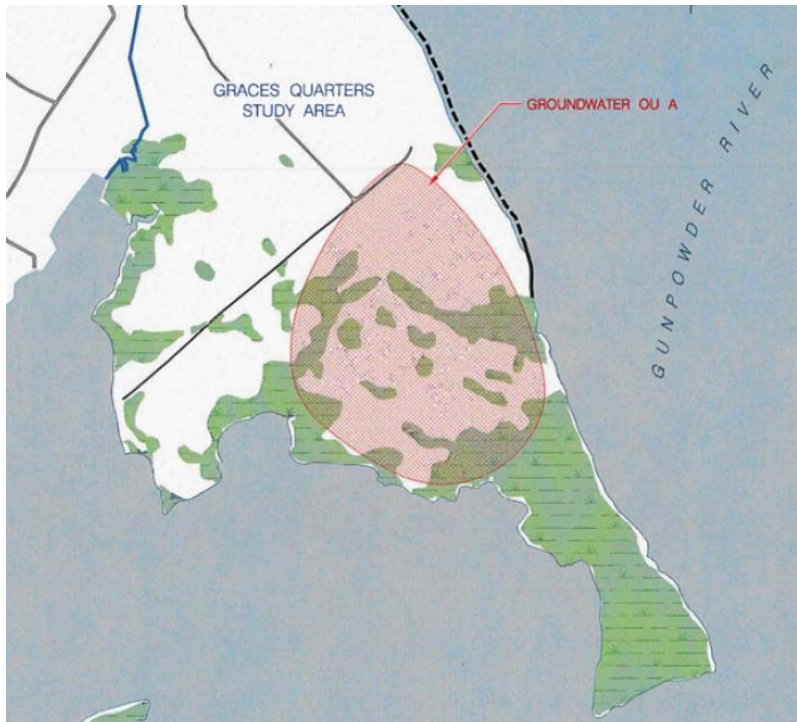 GRACES QUARTERS
STUDY AREA
GROUNDWATER OU A
GUNPOWDER RIVER